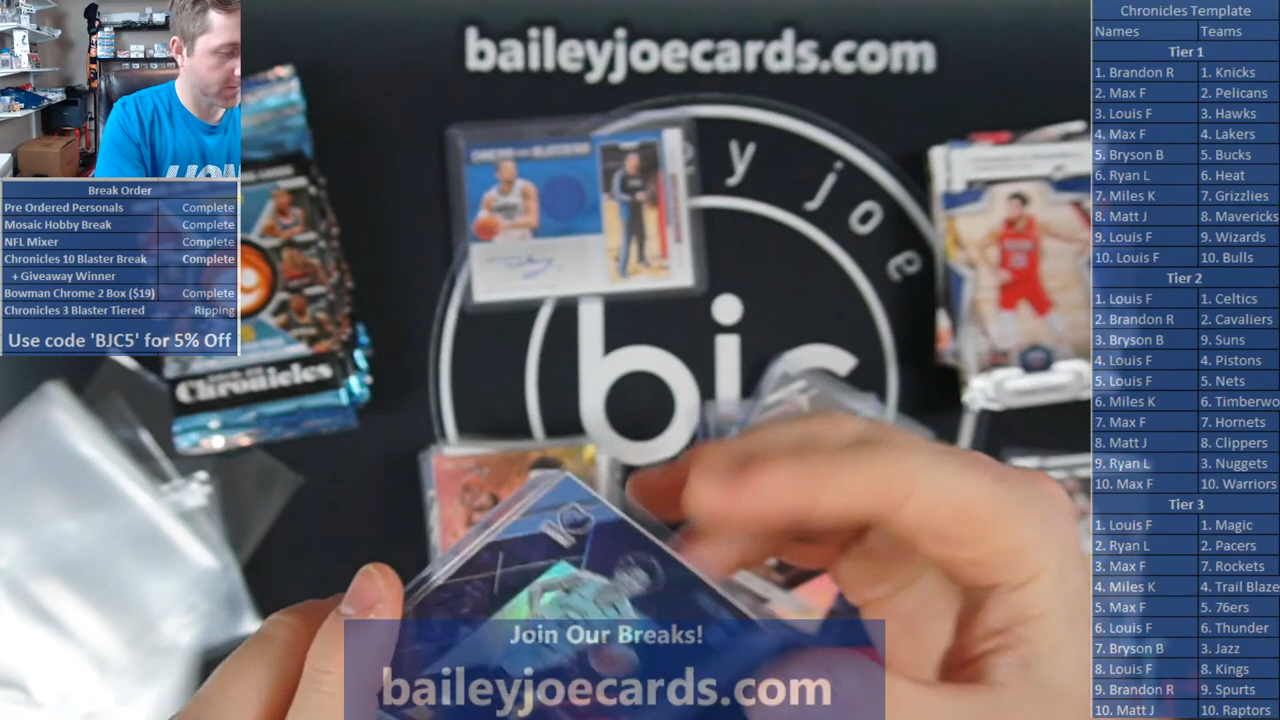 baileyjoecards.com
y joe
bjc
Chronicles
Break Order
Pre Ordered Personals Complete
Mosaic Hobby Break Complete
NFL Mixer Complete
Chronicles 10 Blaster Break Complete
+ Giveaway Winner
Bowman Chrome 2 Box ($19) Complete
Chronicles 3 Blaster Tiered Ripping
Use code 'BJC5' for 5% Off
Join Our Breaks!
baileyjoecards.com
Chronicles Template
Names Teams
Tier 1
1. Brandon R 1. Knicks
2. Max F 2. Pelicans
3. Louis F 3. Hawks
4. Max F 4. Lakers
5. Bryson B 5. Bucks
6. Ryan L 6. Heat
7. Miles K 7. Grizzlies
8. Matt J 8. Mavericks
9. Louis F 9. Wizards
10. Louis F 10. Bulls
Tier 2
1. Louis F 1. Celtics
2. Brandon R 2. Cavaliers
3. Bryson B 9. Suns
4. Louis F 4. Pistons
5. Louis F 5. Nets
6. Miles K 6. Timberwo
7. Max F 7. Hornets
8. Matt J 8. Clippers
9. Ryan L 3. Nuggets
10. Max F 10. Warriors
Tier 3
1. Louis F 1. Magic
2. Ryan L 2. Pacers
3. Max F 7. Rockets
4. Miles K 4. Trail Blaze
5. Max F 5. 76ers
6. Louis F 6. Thunder
7. Bryson B 3. Jazz
8. Louis F 8. Kings
9. Brandon R 9. Spurts
10. Matt J 10. Raptors